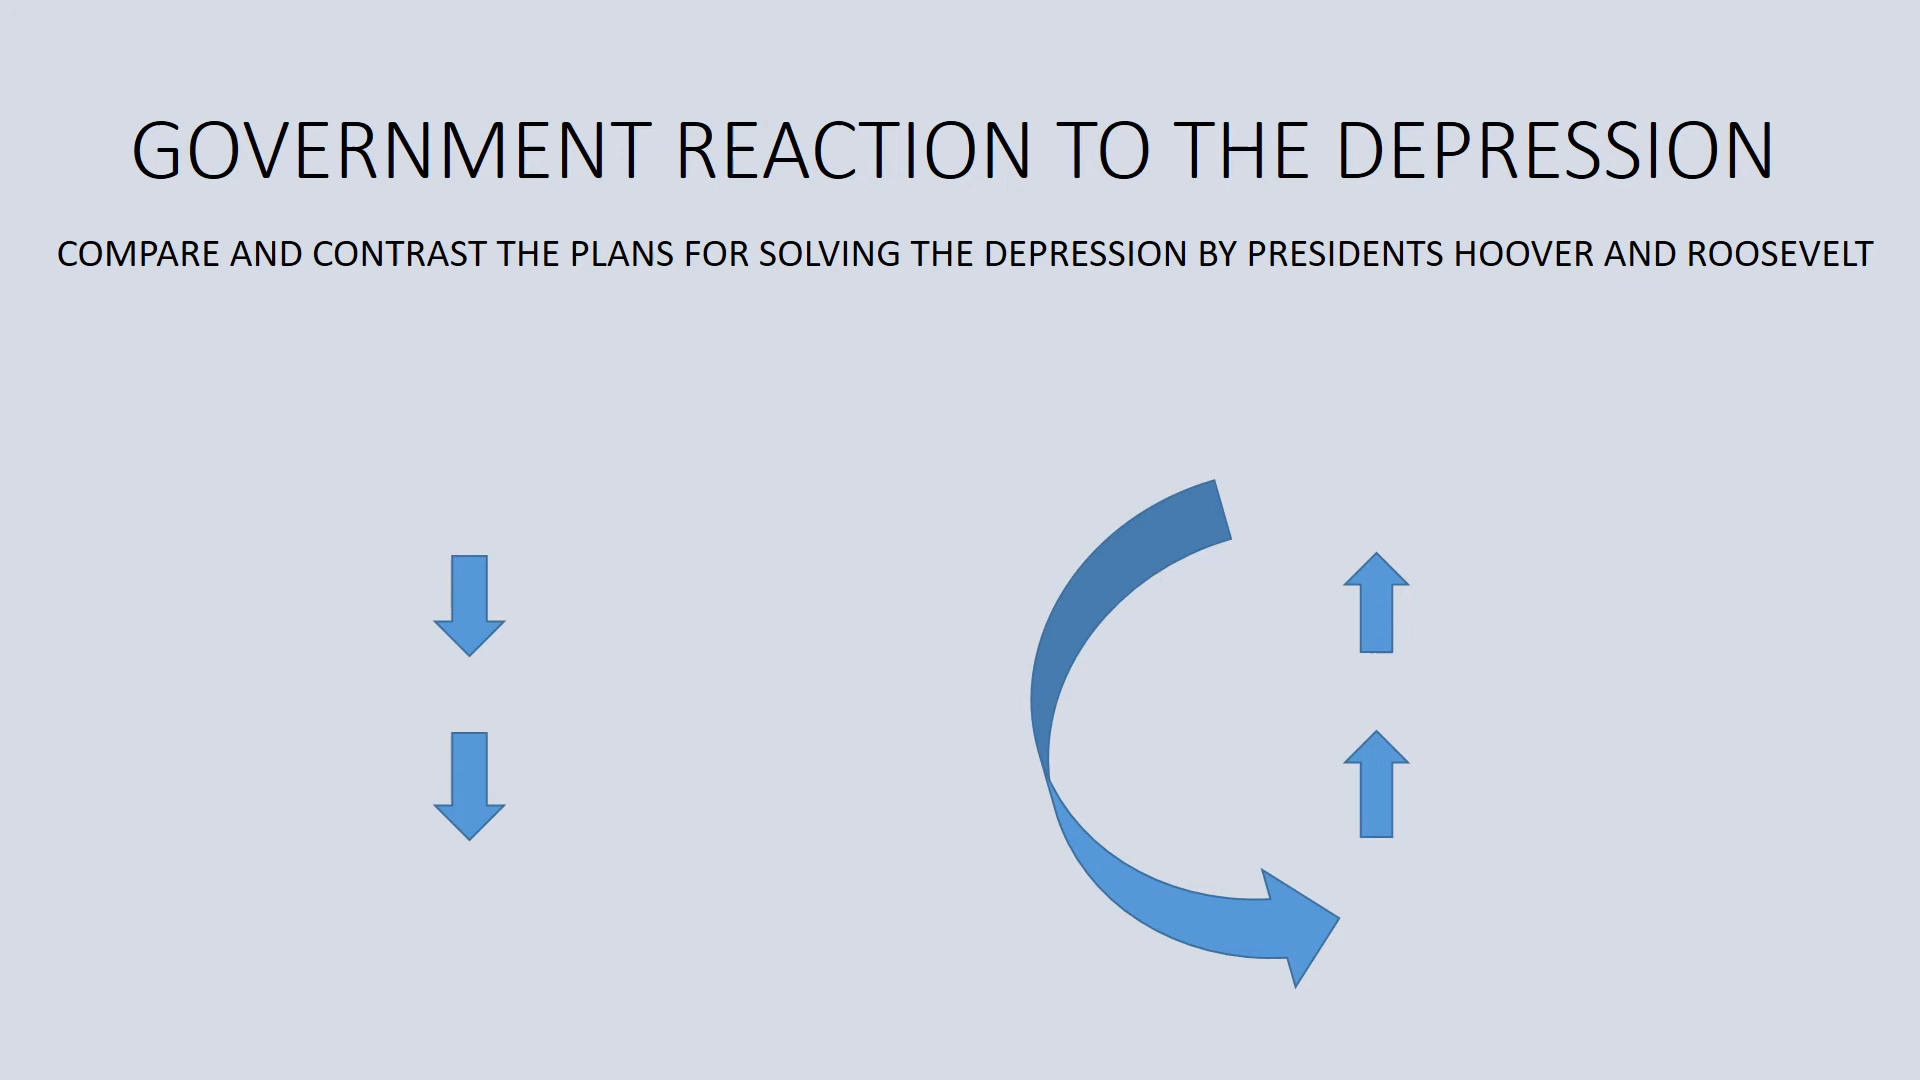 GOVERNMENT REACTION TO THE DEPRESSION
COMPARE AND CONTRAST THE PLANS FOR SOLVING THE DEPRESSION BY PRESIDENTS HOOVER AND ROOSEVELT